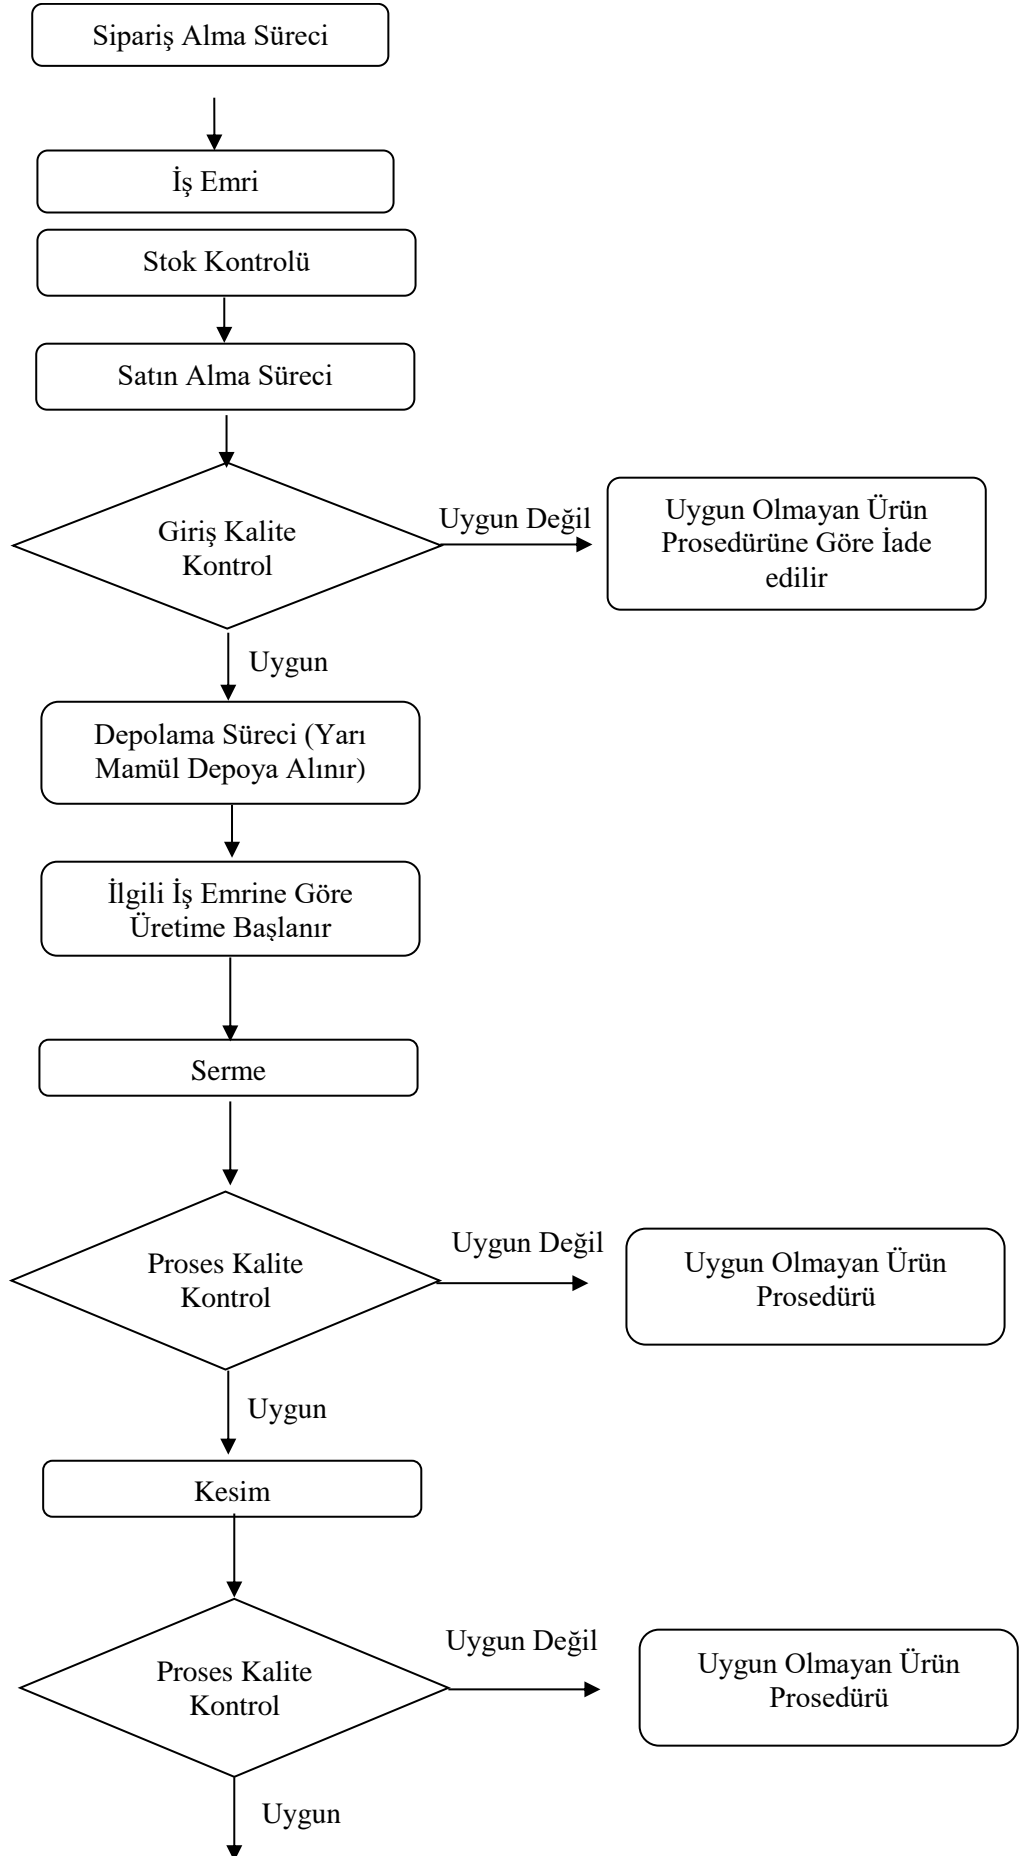 Sipariş Alma Süreci
İş Emri
Stok Kontrolü
Satın Alma Süreci
Giriş Kalite
Kontrol
Uygun Değil
Uygun Olmayan Ürün
Prosedürüne Göre İade
edilir
Uygun
Depolama Süreci (Yarı
Mamül Depoya Alınır)
İlgili İş Emrine Göre
Üretime Başlanır
Serme
Proses Kalite
Kontrol
Uygun Değil
Uygun Olmayan Ürün
Prosedürü
Uygun
Kesim
Proses Kalite
Kontrol
Uygun Değil
Uygun Olmayan Ürün
Prosedürü
Uygun